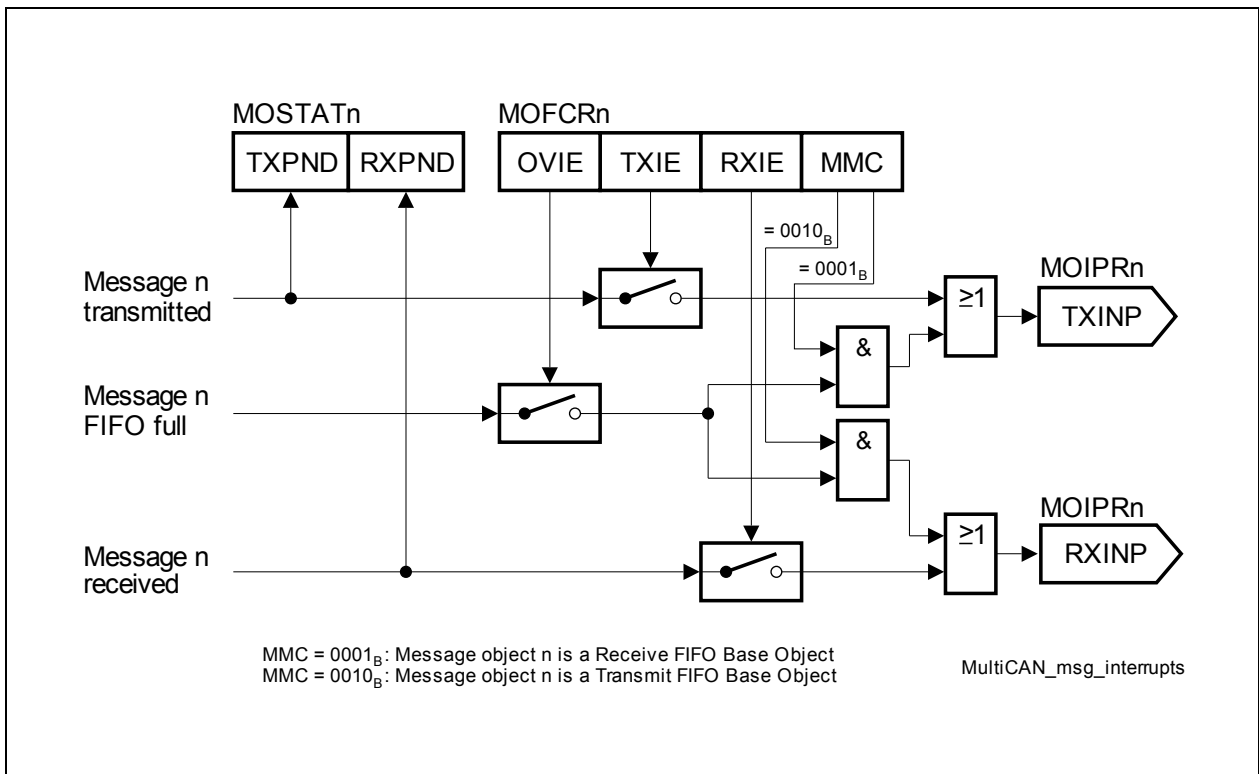 MOSTATn
MOFCRn
TXPND RXPND
OVIE TXIE RXIE MMC
= 0010B
= 0001B
Message n
transmitted
≥1
MOIPRn
TXINP
&
Message n
FIFO full
&
Message n
received
≥1
MOIPRn
RXINP
MMC = 0001B: Message object n is a Receive FIFO Base Object
MMC = 0010B: Message object n is a Transmit FIFO Base Object
MultiCAN_msg_interrupts